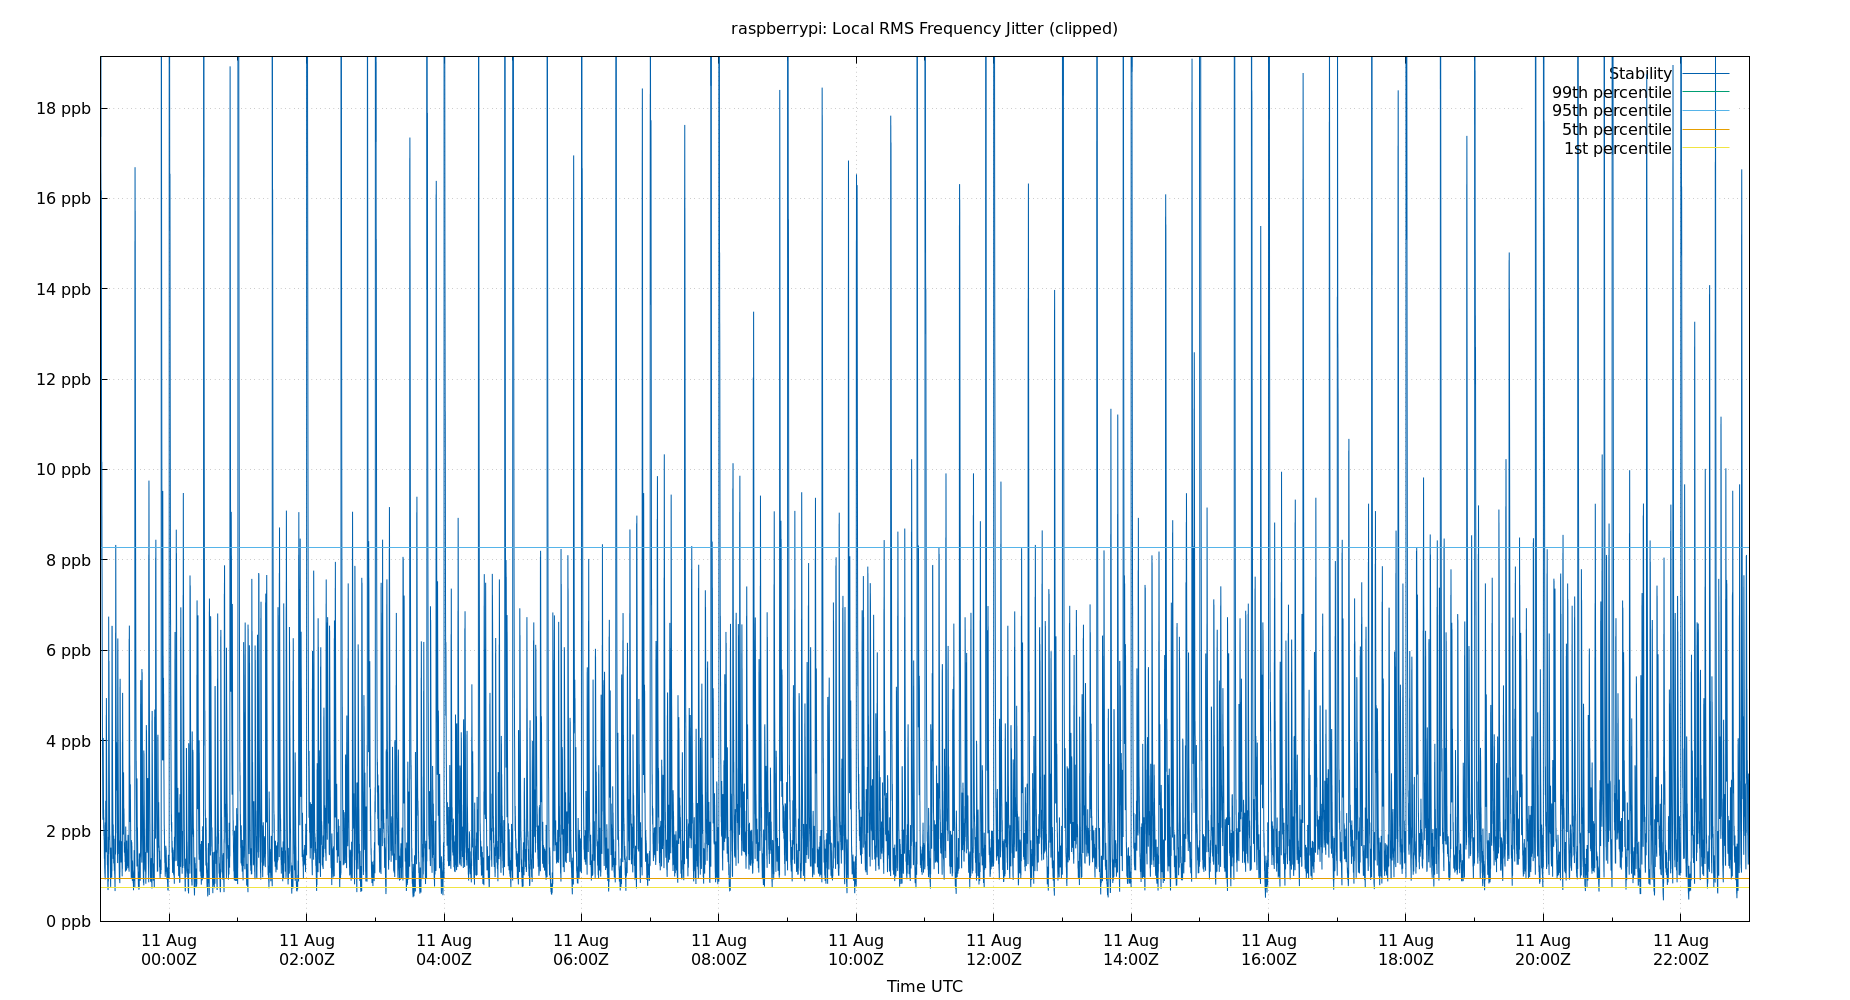 raspberrypi: Local RMS Frequency Jitter (clipped)
Stability
99th percentile
95th percentile
5th percentile
1st percentile
18 ppb
16 ppb
14 ppb
12 ppb
10 ppb
8 ppb
6 ppb
4 ppb
2 ppb
0 ppb
11 Aug 11 Aug 11 Aug 11 Aug 11 Aug 11 Aug 11 Aug 11 Aug 11 Aug 11 Aug 11 Aug 11 Aug
00:00Z 02:00Z 04:00Z 06:00Z 08:00Z 10:00Z 12:00Z 14:00Z 16:00Z 18:00Z 20:00Z 22:00Z
Time UTC